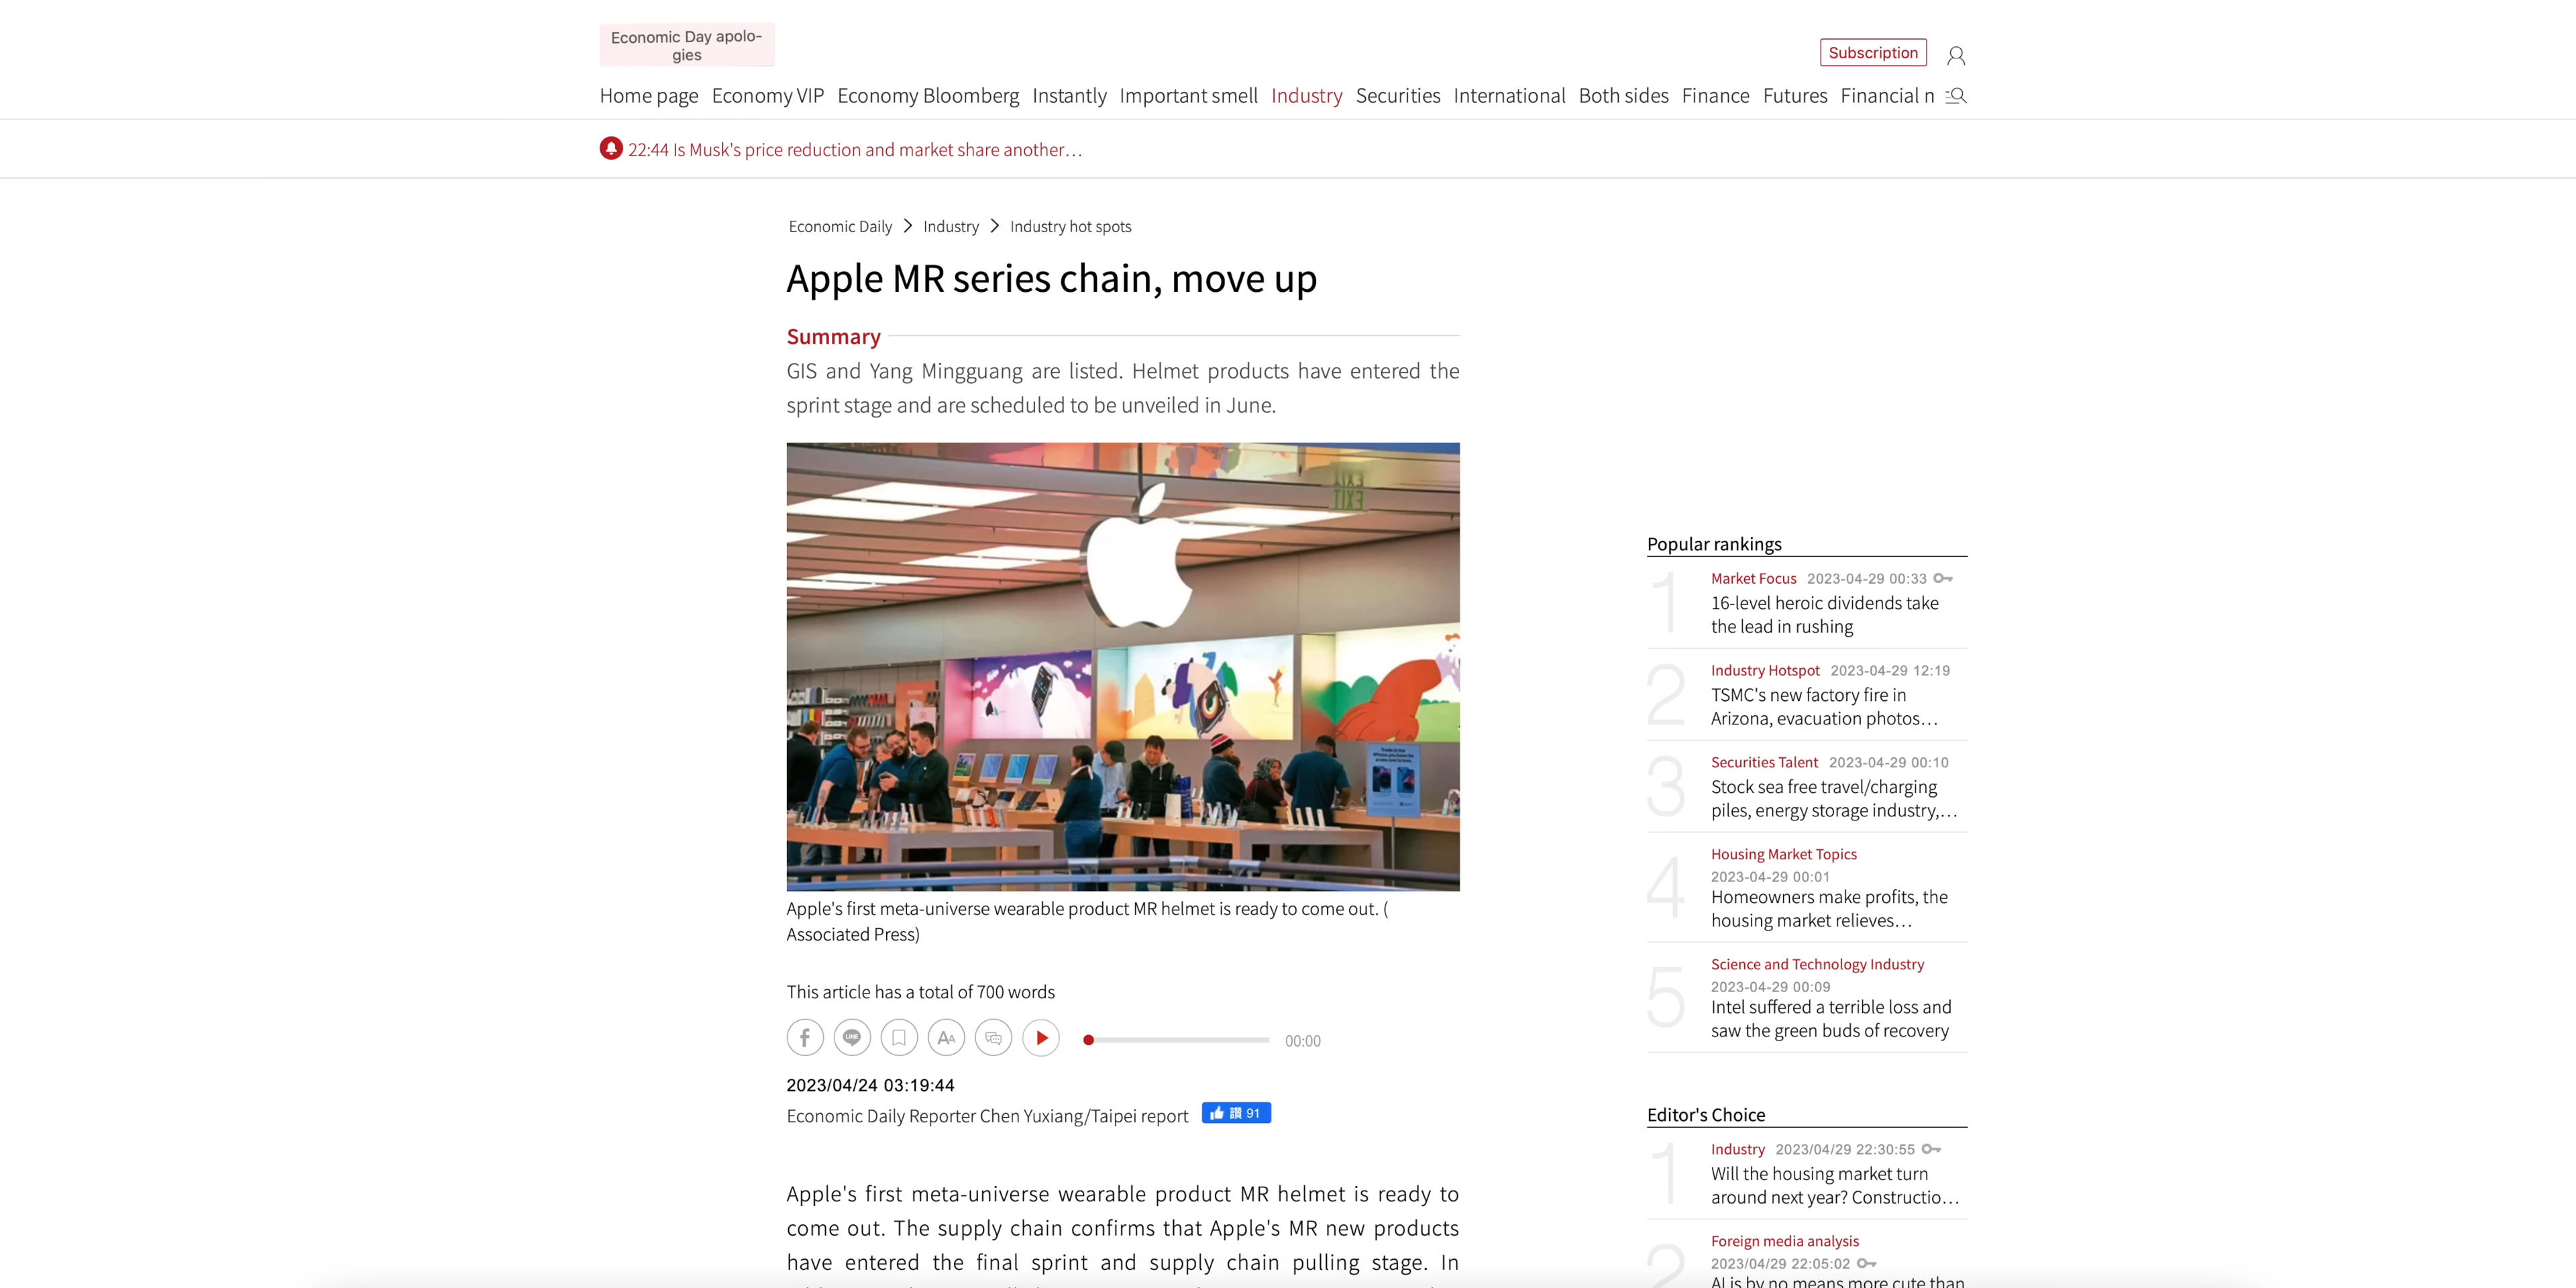 Economic Day apolo-
gies
Subscription
Home page Economy VIP Economy Bloomberg Instantly Important smell Industry Securities International Both sides Finance Futures Financial n
22:44 Is Musk's price reduction and market share another…
Economic Daily > Industry > Industry hot spots
Apple MR series chain, move up
Summary
GIS and Yang Mingguang are listed. Helmet products have entered the
sprint stage and are scheduled to be unveiled in June.
EXIT
Apple's first meta-universe wearable product MR helmet is ready to come out. (
Associated Press)
This article has a total of 700 words
LINE
AA
00:00
2023/04/24 03:19:44
Economic Daily Reporter Chen Yuxiang/Taipei report
讚 91
Apple's first meta-universe wearable product MR helmet is ready to
come out. The supply chain confirms that Apple's MR new products
have entered the final sprint and supply chain pulling stage. In
Popular rankings
1
Market Focus 2023-04-29 00:33
16-level heroic dividends take
the lead in rushing
2
Industry Hotspot 2023-04-29 12:19
TSMC's new factory fire in
Arizona, evacuation photos…
3
Securities Talent 2023-04-29 00:10
Stock sea free travel/charging
piles, energy storage industry,…
4
Housing Market Topics
2023-04-29 00:01
Homeowners make profits, the
housing market relieves…
5
Science and Technology Industry
2023-04-29 00:09
Intel suffered a terrible loss and
saw the green buds of recovery
Editor's Choice
1
Industry 2023/04/29 22:30:55
Will the housing market turn
around next year? Constructio…
2
Foreign media analysis
2023/04/29 22:05:02
AI is by no means more cute than